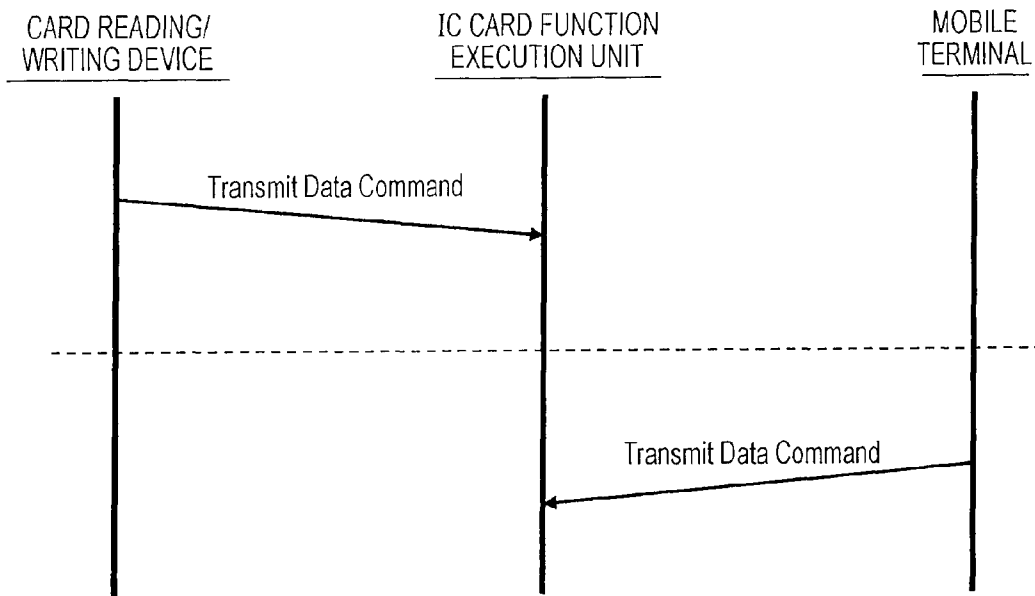 CARD READING/
WRITING DEVICE
IC CARD FUNCTION
EXECUTION UNIT
MOBILE
TERMINAL
Transmit Data Command
Transmit Data Command